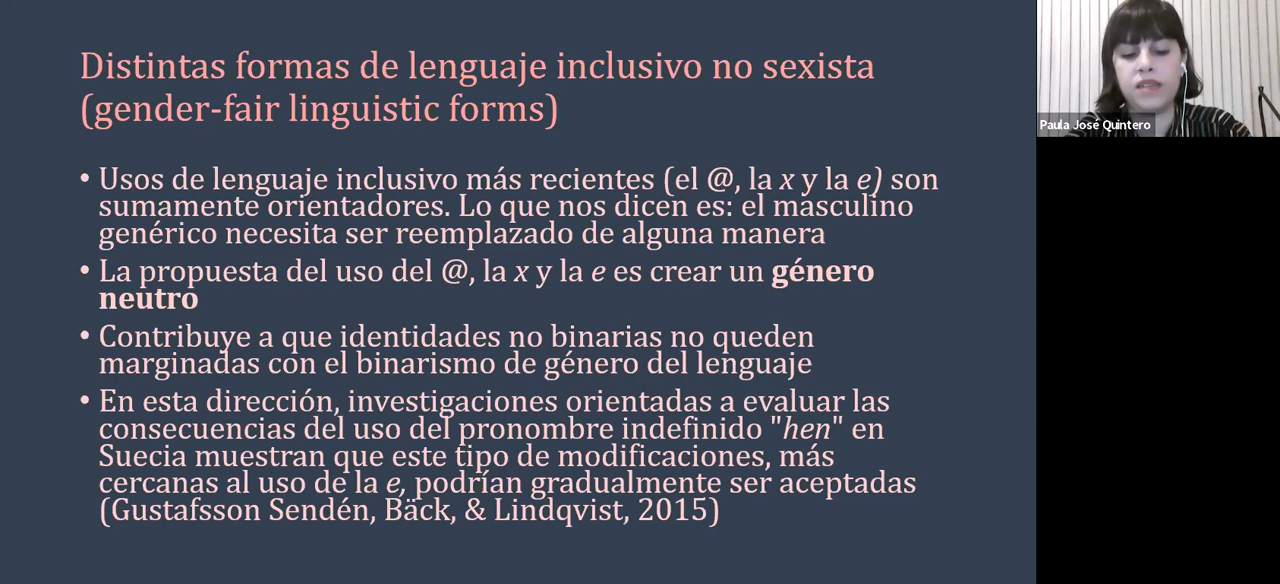 Distintas formas de lenguaje inclusivo no sexista
(gender-fair linguistic forms)
• Usos de lenguaje inclusivo más recientes (el @, la x y la e) son
sumamente orientadores. Lo que nos dicen es: el masculino
genérico necesita ser reemplazado de alguna manera
• La propuesta del uso del @, la x y la e es crear un género
neutro
• Contribuye a que identidades no binarias no queden
marginadas con el binarismo de género del lenguaje
• En esta dirección, investigaciones orientadas a evaluar las
consecuencias del uso del pronombre indefinido "hen" en
Suecia muestran que este tipo de modificaciones, más
cercanas al uso de la e, podrían gradualmente ser aceptadas
(Gustafsson Sendén, Bäck, & Lindqvist, 2015)
Paula José Quintero